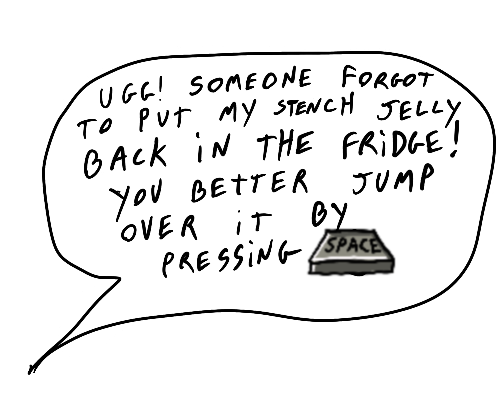 UGG! SOMEONE FORGOT
TO PUT MY STENCH JELLY
BACK IN THE FRIDGE!
YOU BETTER JUMP
OVER IT BY
PRESSING SPACE